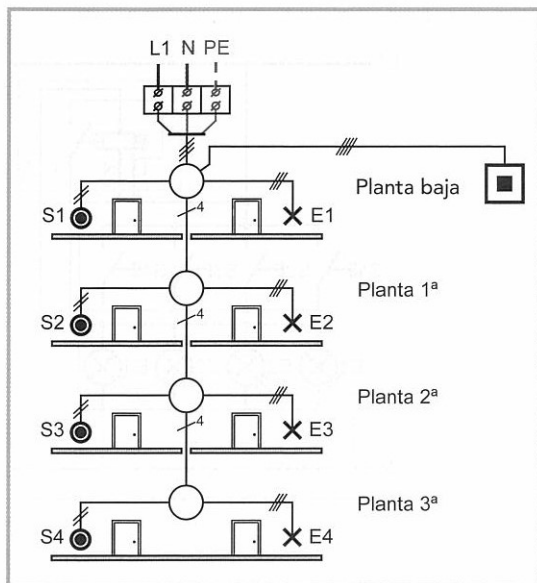 L1 N PE
Planta baja
S1 4 E1
Planta 1ª
S2 4 E2
Planta 2ª
S3 4 E3
Planta 3ª
S4 E4